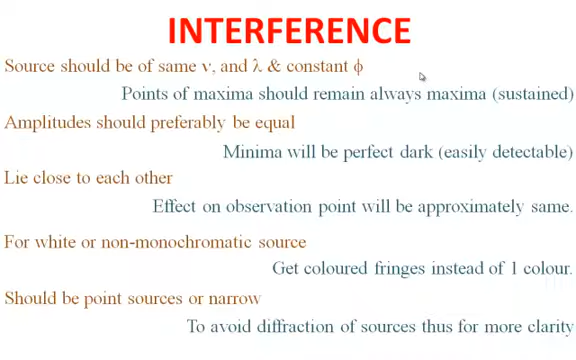 INTERFERENCE
Source should be of same ν, and λ & constant ϕ
Points of maxima should remain always maxima (sustained)
Amplitudes should preferably be equal
Minima will be perfect dark (easily detectable)
Lie close to each other
Effect on observation point will be approximately same.
For white or non-monochromatic source
Get coloured fringes instead of 1 colour.
Should be point sources or narrow
To avoid diffraction of sources thus for more clarity